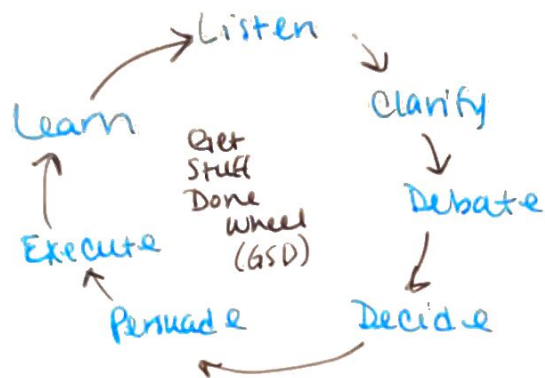 Listen
Clarify
Debate
Decide
Persuade
Execute
Learn
Get
Stuff
Done
Wheel
(GSD)